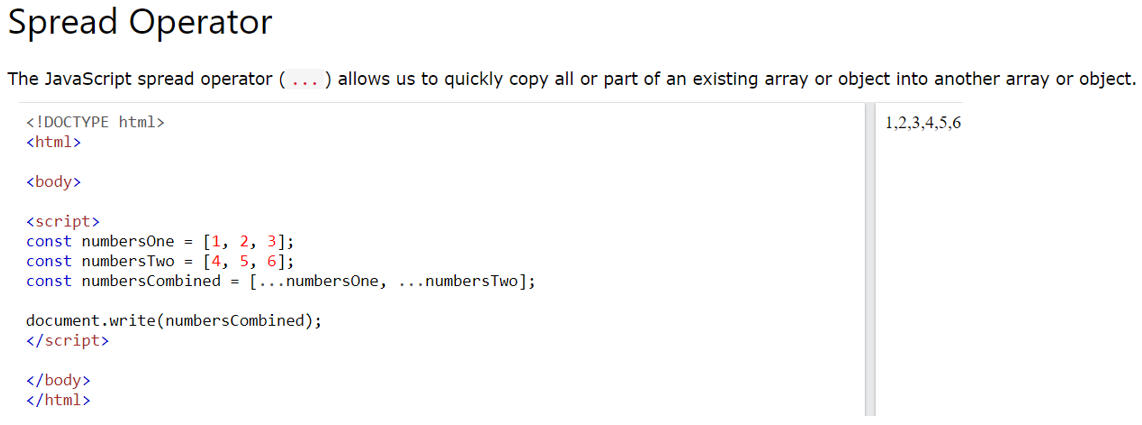 Spread Operator
The JavaScript spread operator (...) allows us to quickly copy all or part of an existing array or object into another array or object.
<!DOCTYPE html>
<html>
<body>
<script>
const numbersOne = [1, 2, 3];
const numbersTwo = [4, 5, 6];
const numbersCombined = [...numbersOne, ...numbersTwo];
document.write(numbersCombined);
</script>
</body>
</html>
1,2,3,4,5,6